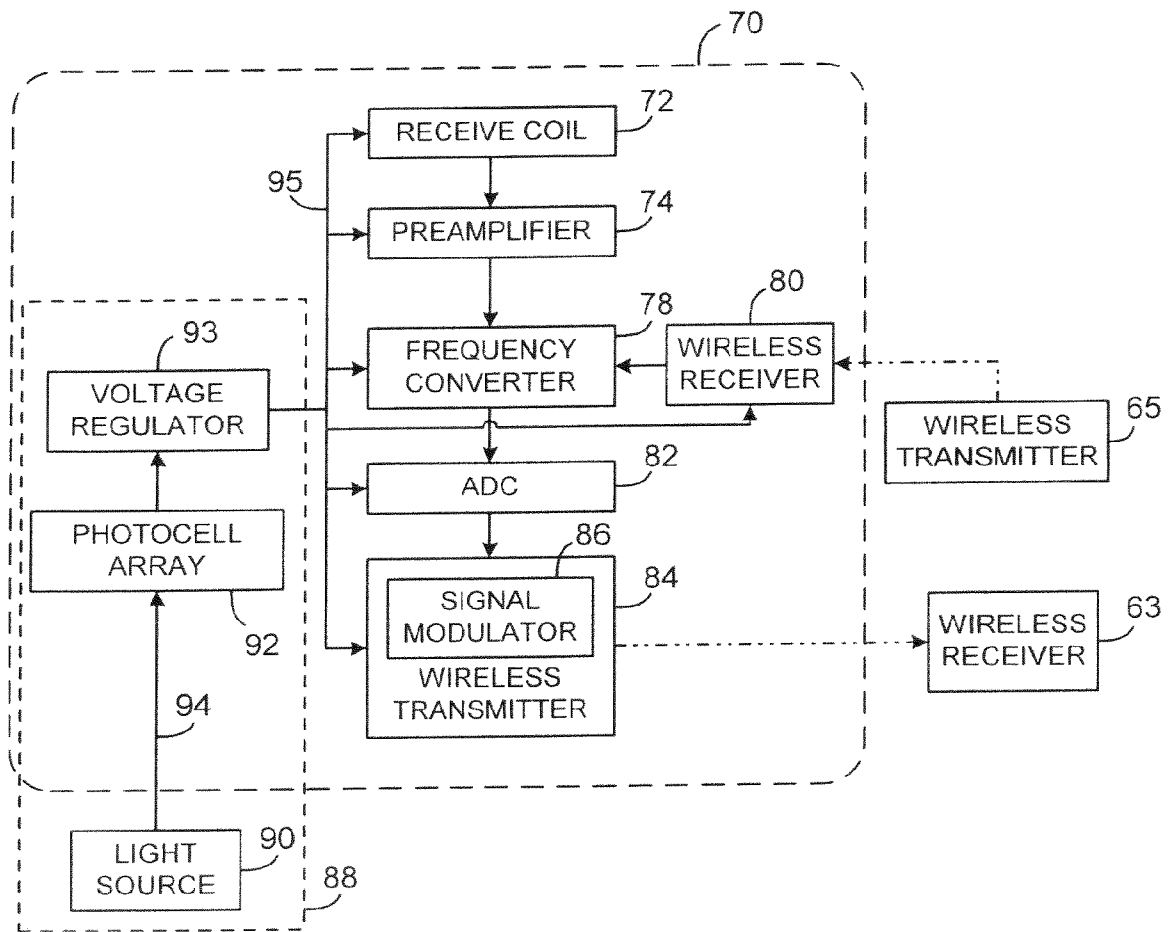 70
RECEIVE COIL
72
95
PREAMPLIFIER
74
80
93
FREQUENCY
CONVERTER
78
WIRELESS
RECEIVER
VOLTAGE
REGULATOR
WIRELESS
TRANSMITTER
65
ADC
82
PHOTOCELL
ARRAY
92
86
SIGNAL
MODULATOR
WIRELESS
TRANSMITTER
84
WIRELESS
RECEIVER
63
94
LIGHT
SOURCE
90
88